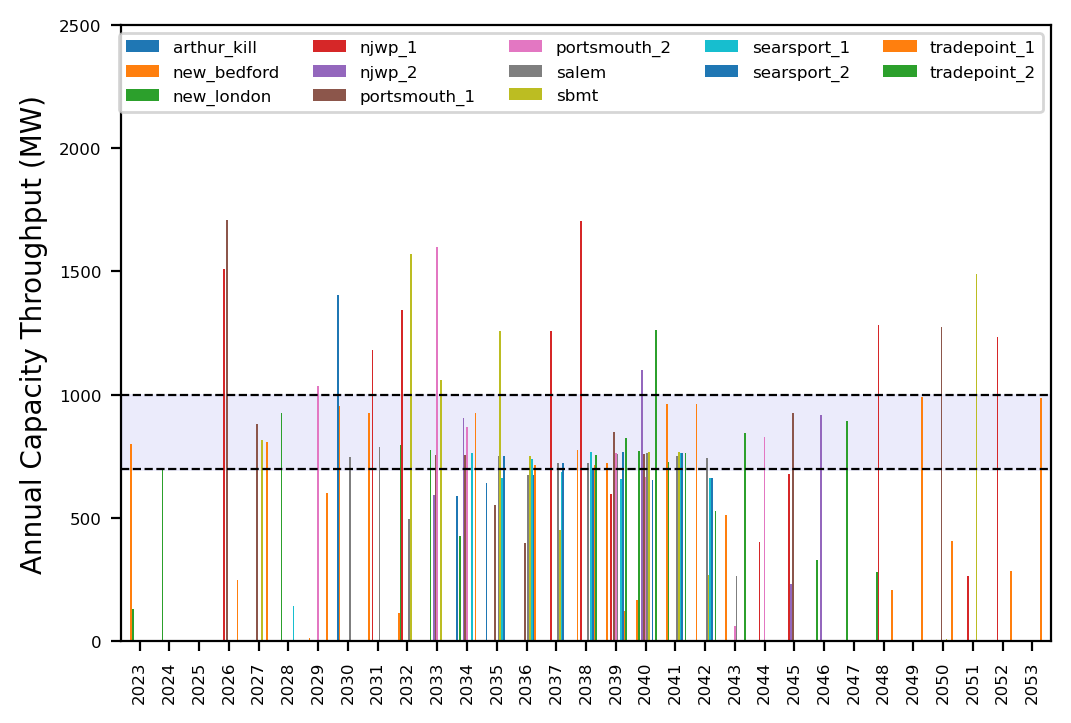 Annual Capacity Throughput (MW)
2500
2000
1500
1000
500
0
arthur_kill njwp_1 portsmouth_2 searsport_1 tradepoint_1
new_bedford njwp_2 salem searsport_2 tradepoint_2
new_london portsmouth_1 sbmt
2023 2024 2025 2026 2027 2028 2029 2030 2031 2032 2033 2034 2035 2036 2037 2038 2039 2040 2041 2042 2043 2044 2045 2046 2047 2048 2049 2050 2051 2052 2053